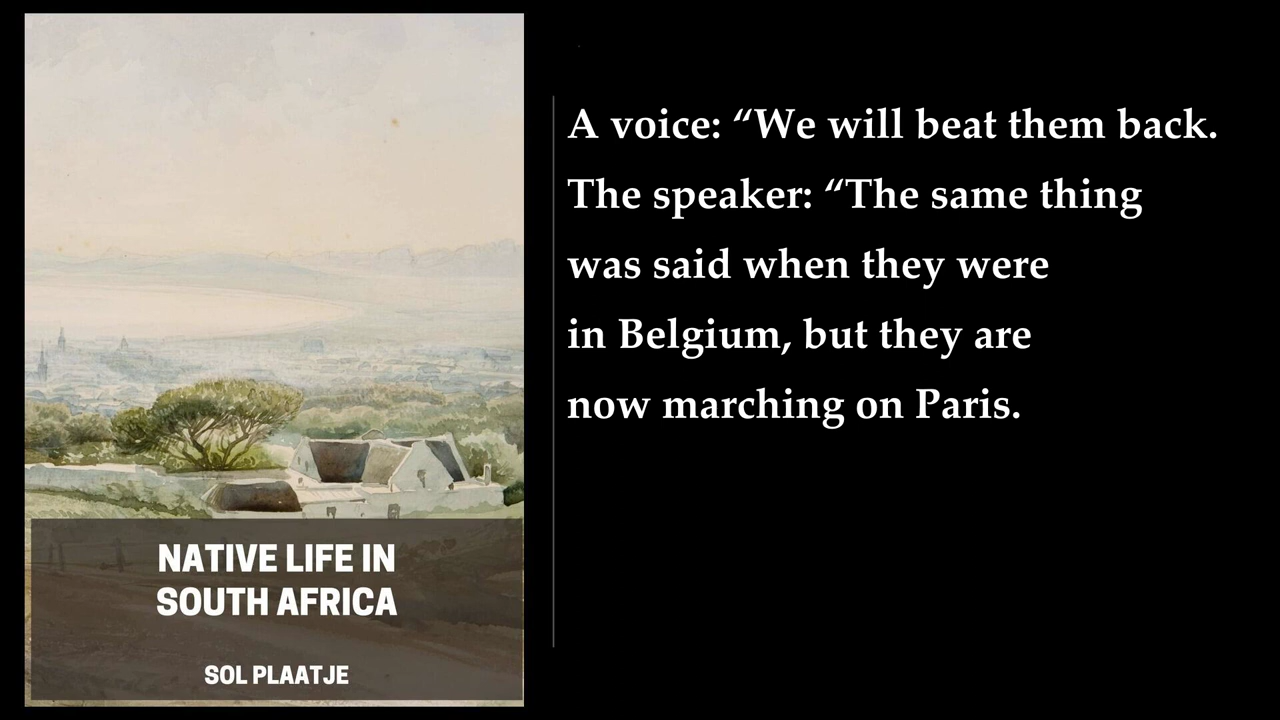 NATIVE LIFE IN
SOUTH AFRICA
SOL PLAATJE
A voice: “We will beat them back.
The speaker: “The same thing
was said when they were
in Belgium, but they are
now marching on Paris.